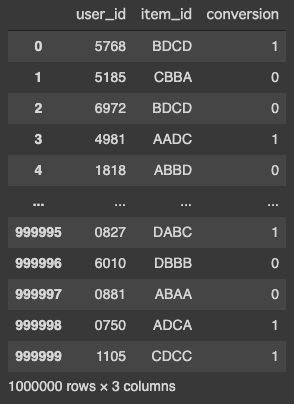 user_id item_id conversion
0 5768 BDCD 1
1 5185 CBBA 0
2 6972 BDCD 0
3 4981 AADC 1
4 1818 ABBD 0
... ... ... ...
999995 0827 DABC 1
999996 6010 DBBB 0
999997 0881 ABAA 0
999998 0750 ADCA 1
999999 1105 CDCC 1
1000000 rows × 3 columns